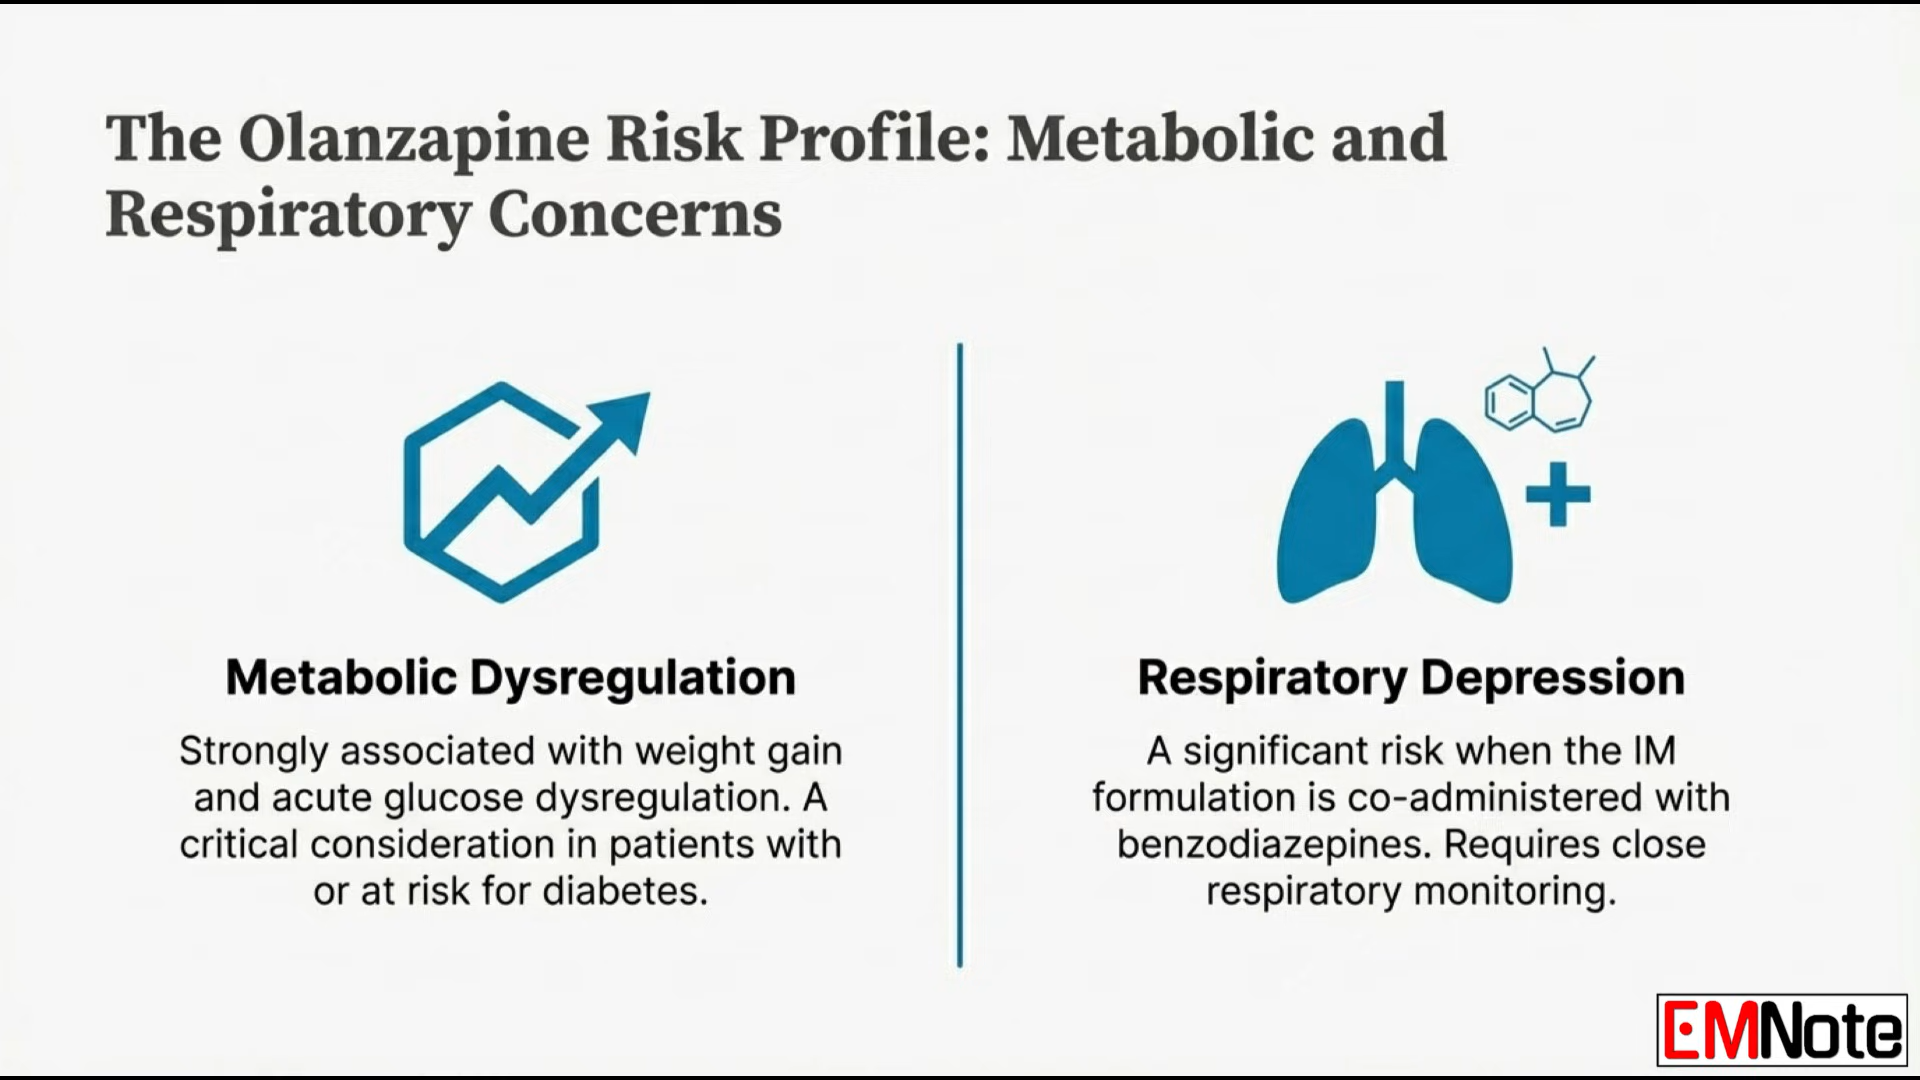 The Olanzapine Risk Profile: Metabolic and
Respiratory Concerns
Metabolic Dysregulation
Strongly associated with weight gain
and acute glucose dysregulation. A
critical consideration in patients with
or at risk for diabetes.
Respiratory Depression
A significant risk when the IM
formulation is co-administered with
benzodiazepines. Requires close
respiratory monitoring.
EMNote